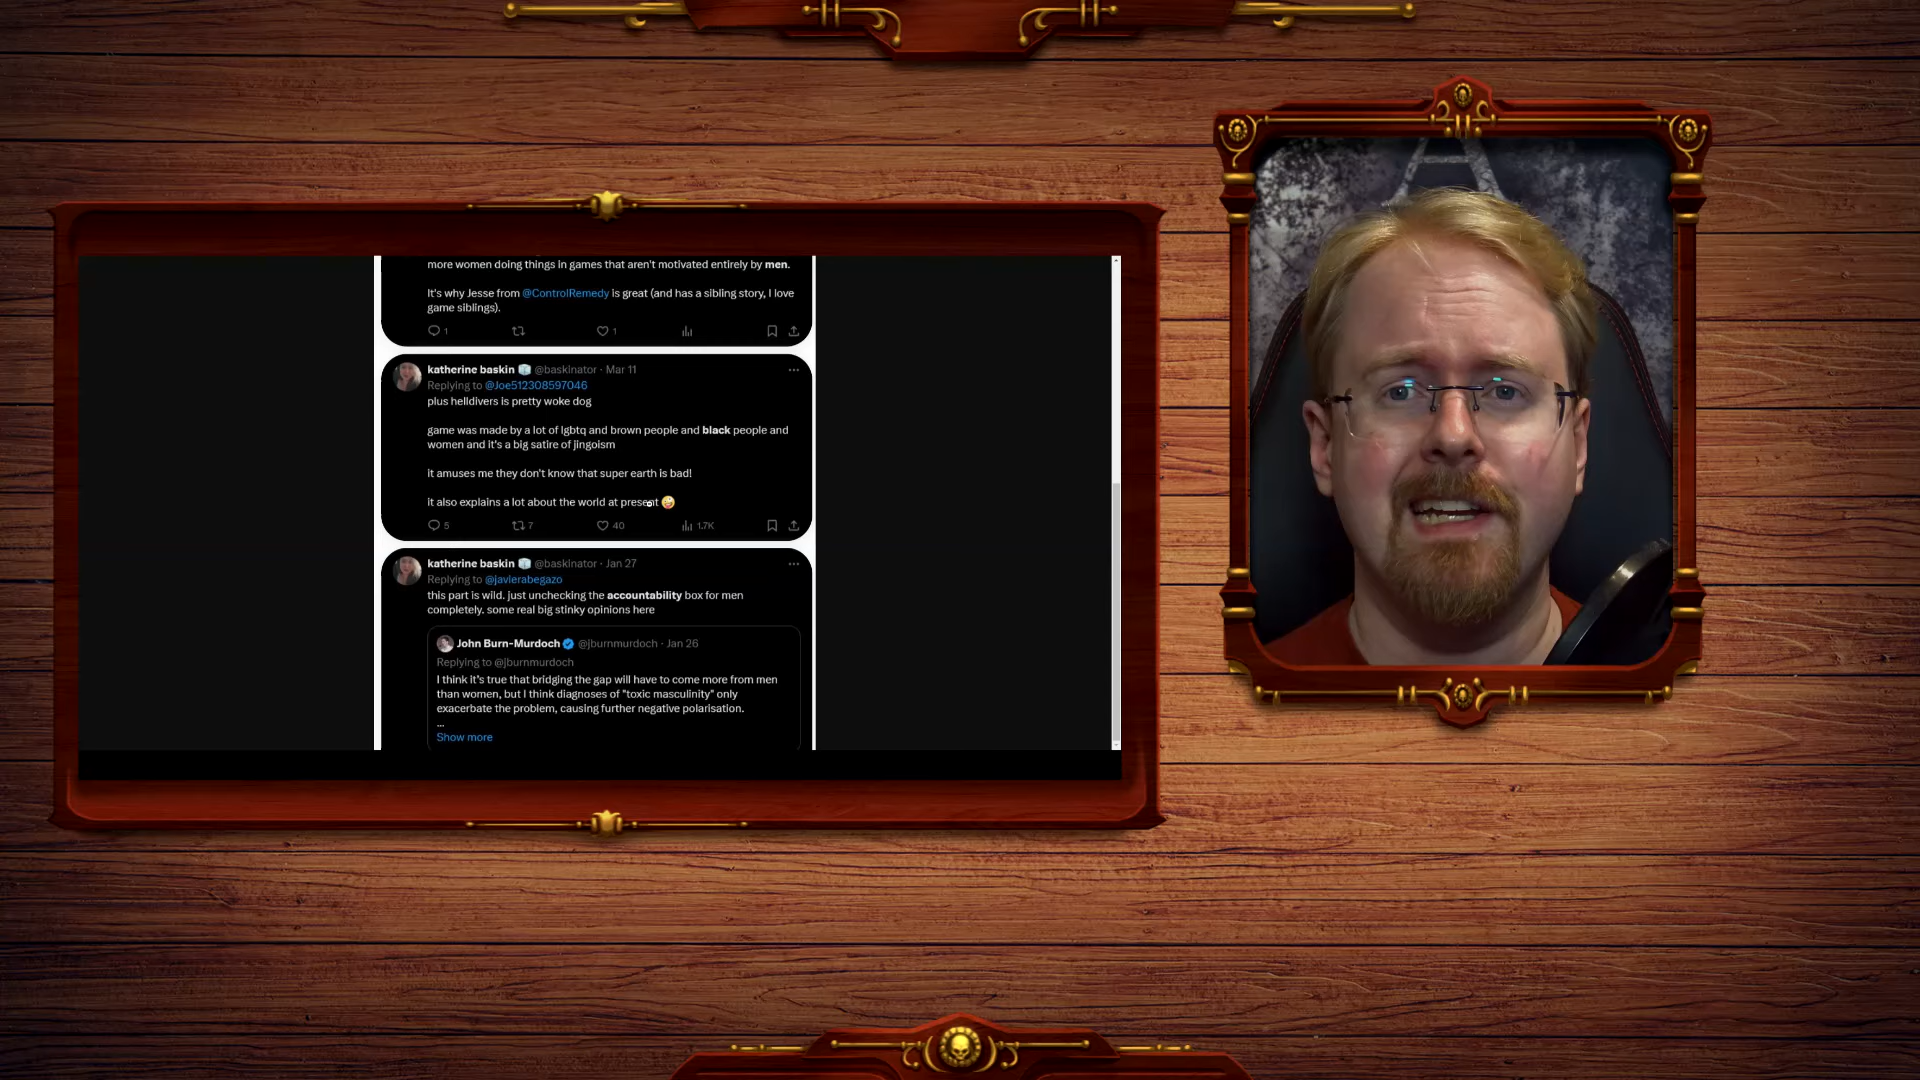 more women doing things in games that aren't motivated entirely by men.
It's why Jesse from @ControlRemedy is great (and has a sibling story, I love
game siblings).
1 1
katherine baskin @baskinator · Mar 11
Replying to @Joe512308597046
plus helldivers is pretty woke dog
game was made by a lot of lgbtq and brown people and black people and
women and it's a big satire of jingoism
it amuses me they don't know that super earth is bad!
it also explains a lot about the world at present
5 7 40 1.7K
katherine baskin @baskinator · Jan 27
Replying to @javierabegazo
this part is wild. just unchecking the accountability box for men
completely. some real big stinky opinions here
John Burn-Murdoch @jburnmurdoch · Jan 26
Replying to @jburnmurdoch
I think it's true that bridging the gap will have to come more from men
than women, but I think diagnoses of "toxic masculinity" only
exacerbate the problem, causing further negative polarisation.
...
Show more